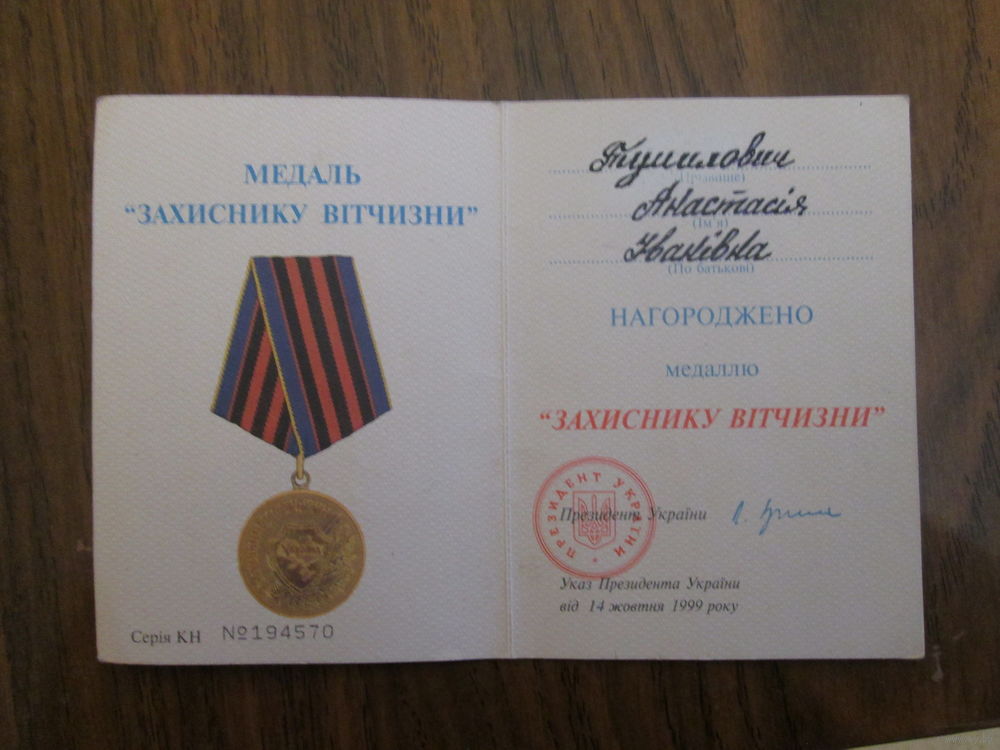 МЕДАЛЬ
“ЗАХИСНИКУ ВІТЧИЗНИ”
Серія КН №194570
Тумилович
(Прізвище)
Анастасія
(Ім'я)
Іванівна
(По батькові)
НАГОРОДЖЕНО
медаллю
“ЗАХИСНИКУ ВІТЧИЗНИ”
ПРЕЗИДЕНТ УКРАЇНИ
Президент України
Указ Президента України
від 14 жовтня 1999 року